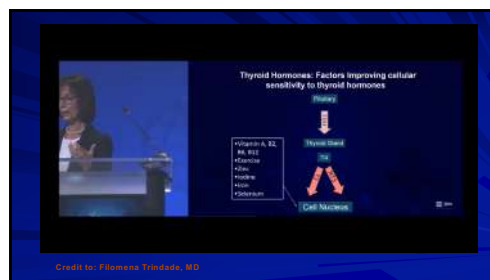 Thyroid Hormones: Factors improving cellular
sensitivity to thyroid hormones
Pituitary
Thyroid Gland
T4
•Vitamin A, B2,
B6, B12
•Exercise
•Zinc
•Iodine
•Iron
•Selenium
Cell Nucleus
Credit to: Filomena Trindade, MD